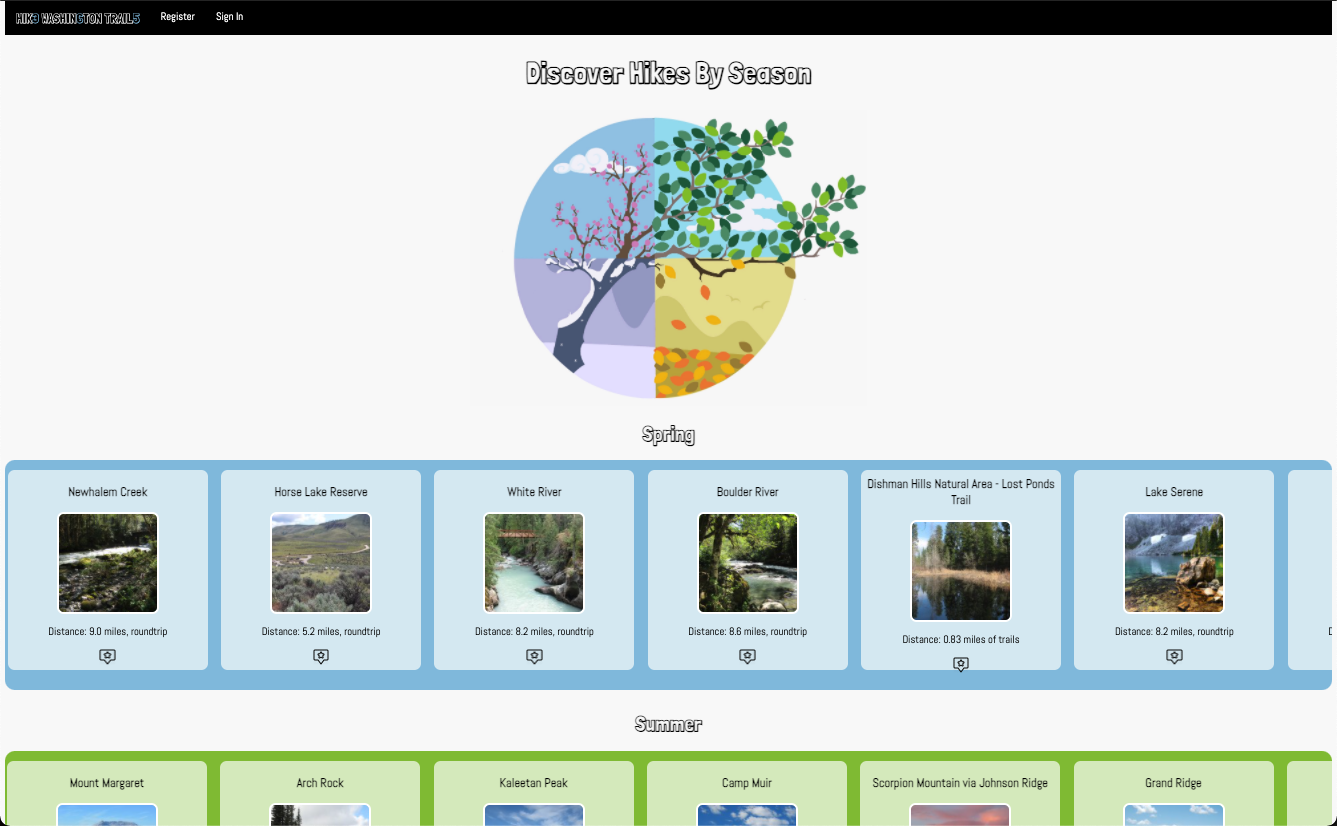 HIK3 WASHINGTON TRAIL5 Register Sign In
Discover Hikes By Season
Spring
Newhalem Creek
Distance: 9.0 miles, roundtrip
Horse Lake Reserve
Distance: 5.2 miles, roundtrip
White River
Distance: 8.2 miles, roundtrip
Boulder River
Distance: 8.6 miles, roundtrip
Dishman Hills Natural Area - Lost Ponds
Trail
Distance: 0.83 miles of trails
Lake Serene
Distance: 8.2 miles, roundtrip
Summer
Mount Margaret
Arch Rock
Kaleetan Peak
Camp Muir
Scorpion Mountain via Johnson Ridge
Grand Ridge